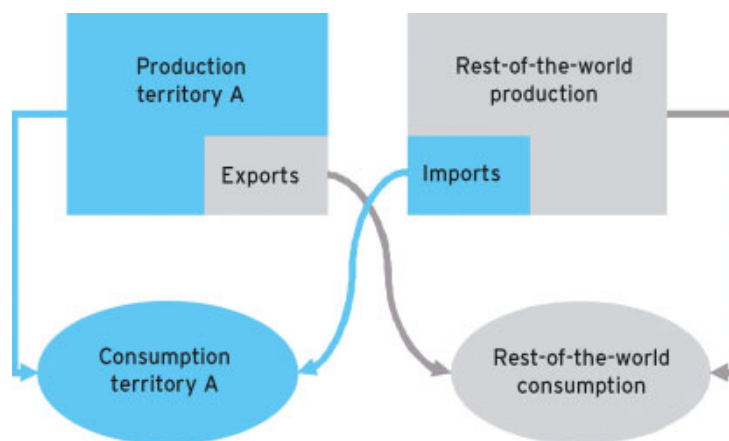 Production
territory A
Rest-of-the-world
production
Exports
Imports
Consumption
territory A
Rest-of-the-world
consumption